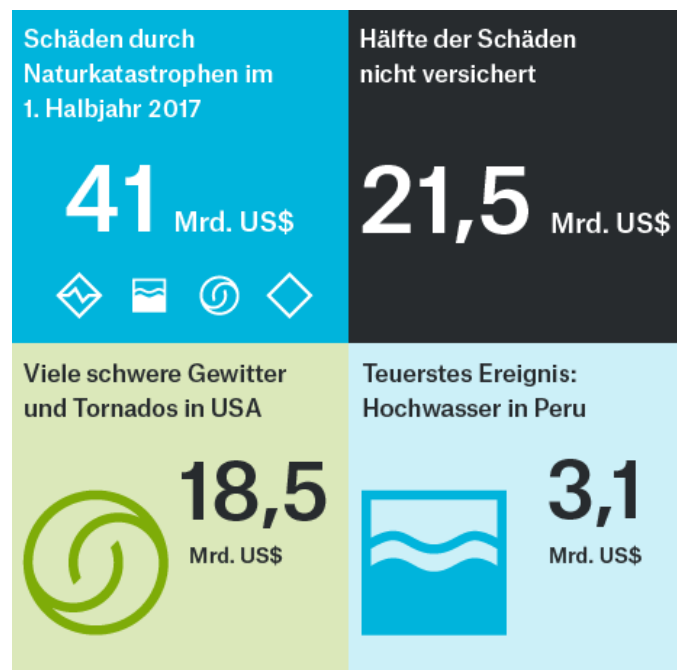 Schäden durch
Naturkatastrophen im
1. Halbjahr 2017
41 Mrd. US$
Hälfte der Schäden
nicht versichert
21,5 Mrd. US$
Viele schwere Gewitter
und Tornados in USA
18,5
Mrd. US$
Teuerstes Ereignis:
Hochwasser in Peru
3,1
Mrd. US$